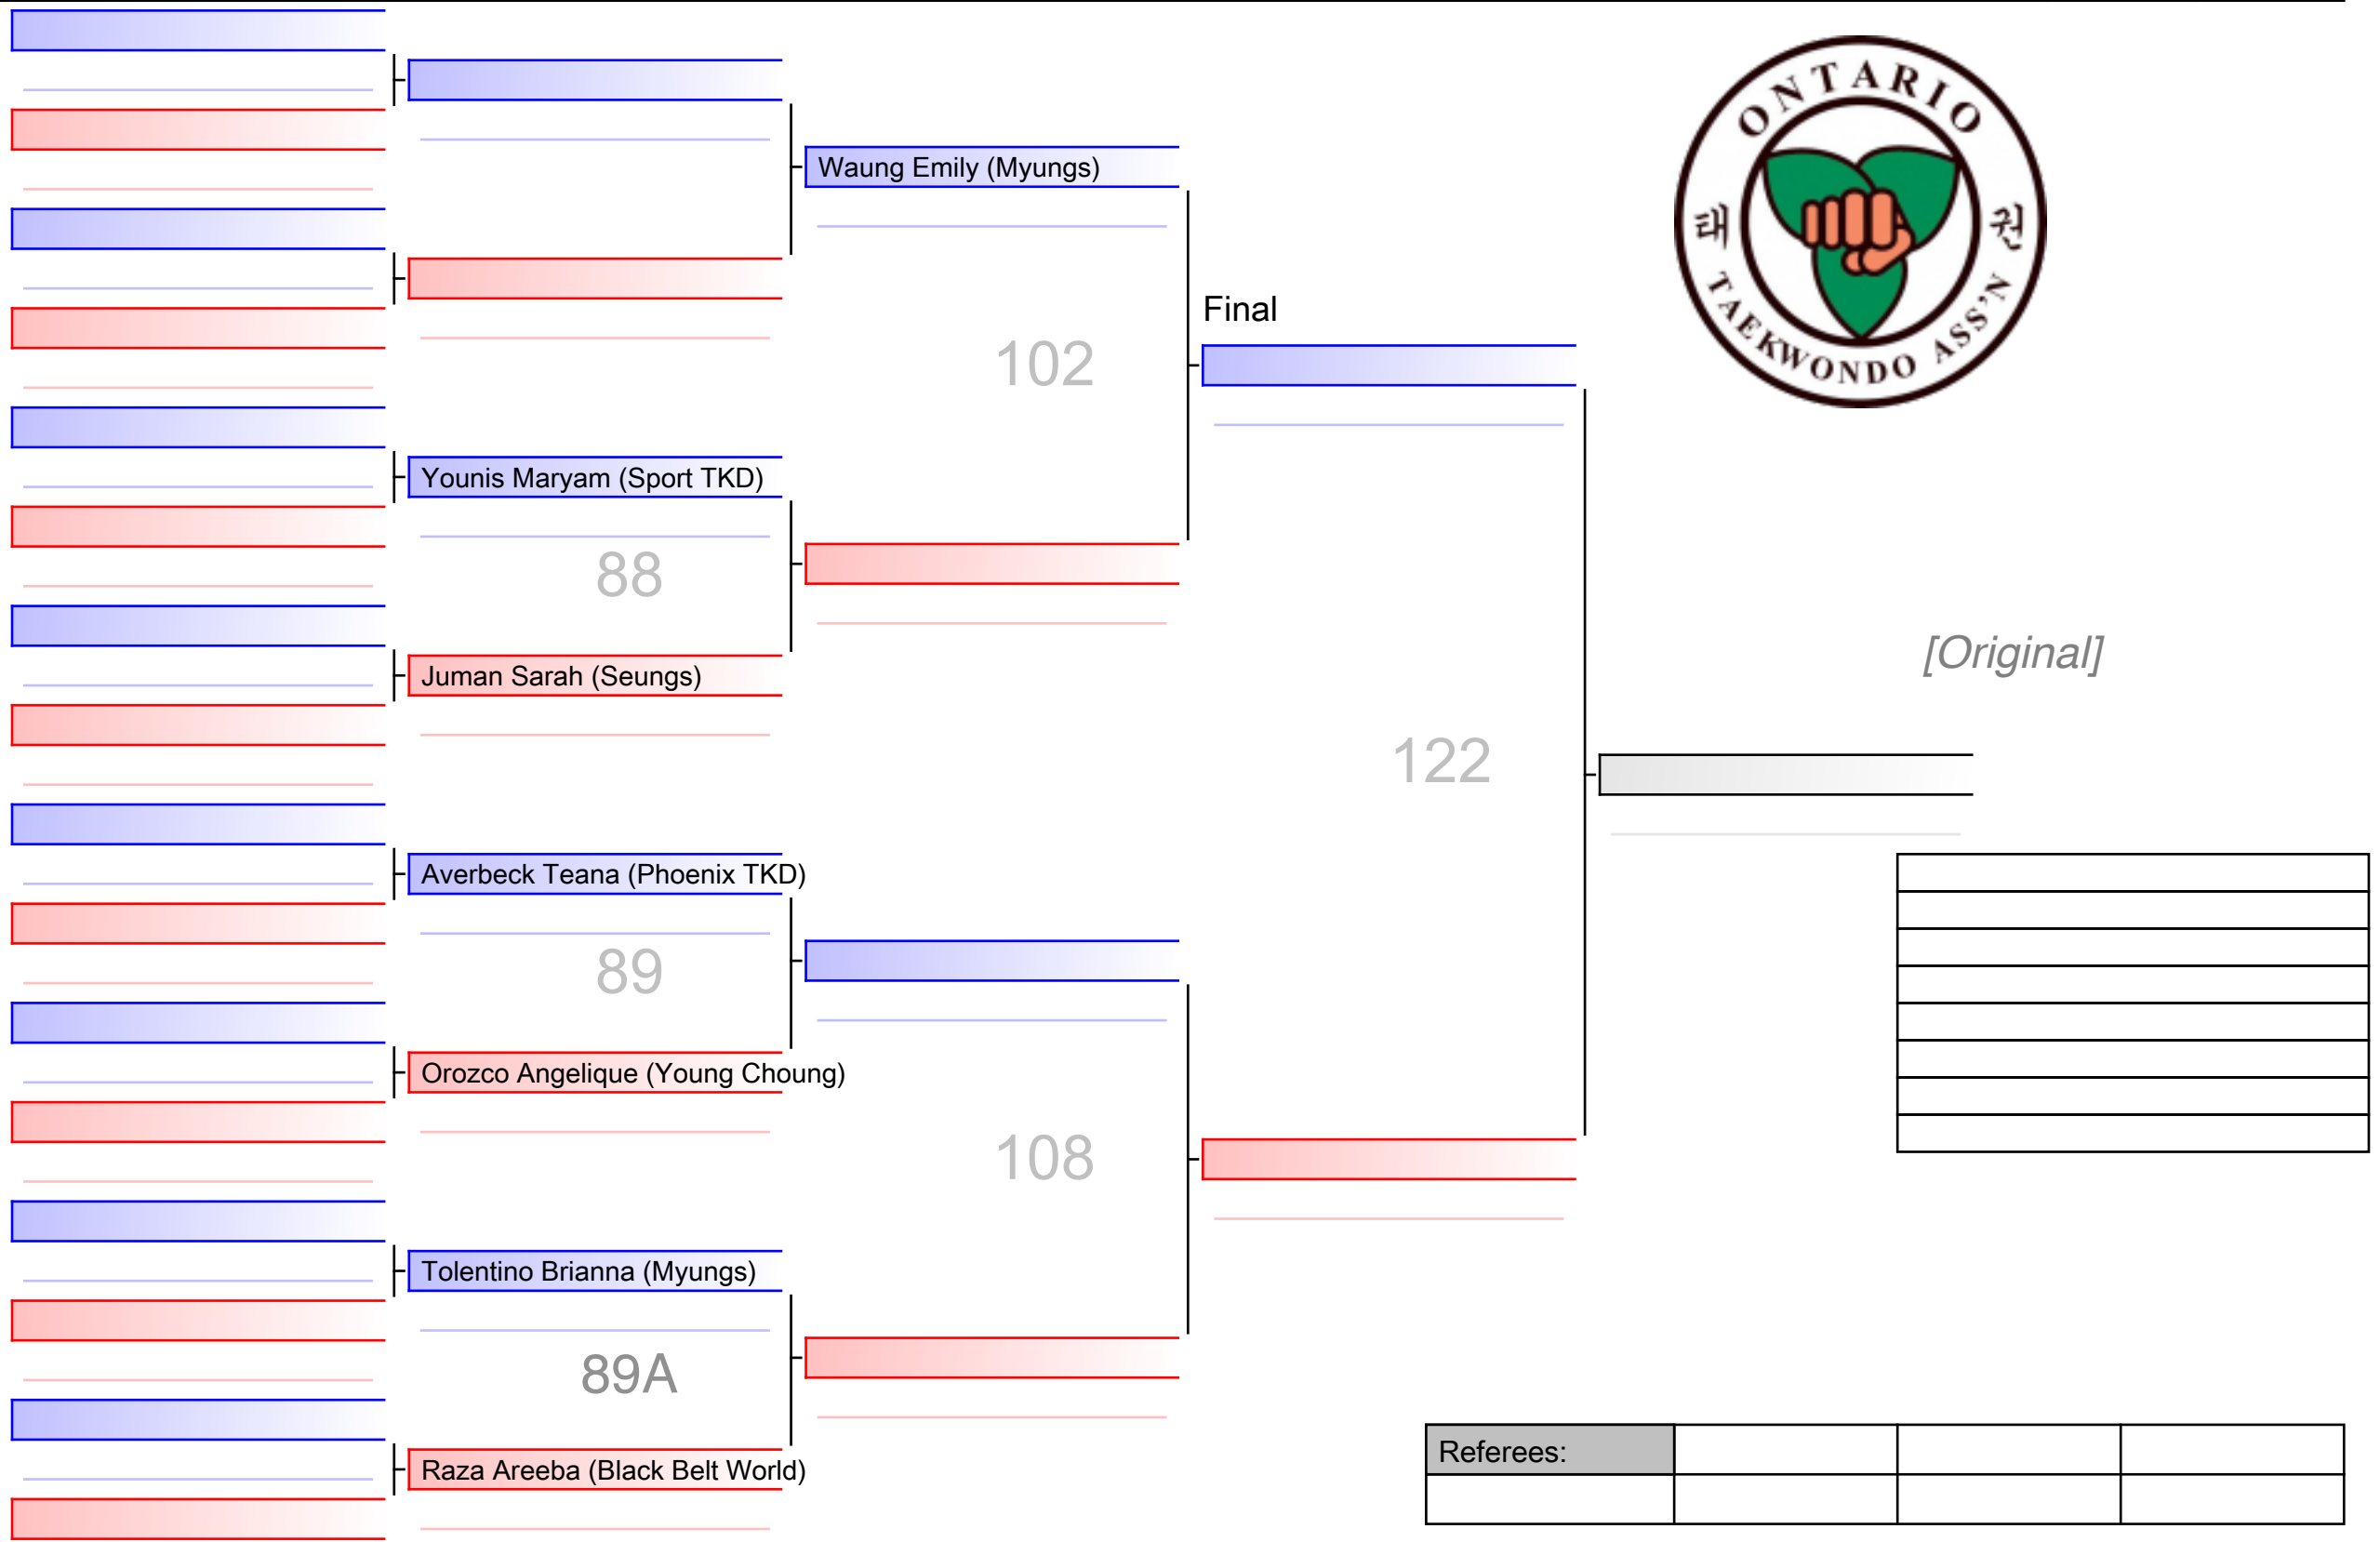 ONTARIO
태 권
TAEKWONDO ASS'N
Waung Emily (Myungs)
Final
102
Younis Maryam (Sport TKD)
88
Juman Sarah (Seungs)
[Original]
122
Averbeck Teana (Phoenix TKD)
89
Orozco Angelique (Young Choung)
108
Tolentino Brianna (Myungs)
89A
Raza Areeba (Black Belt World)
Referees: